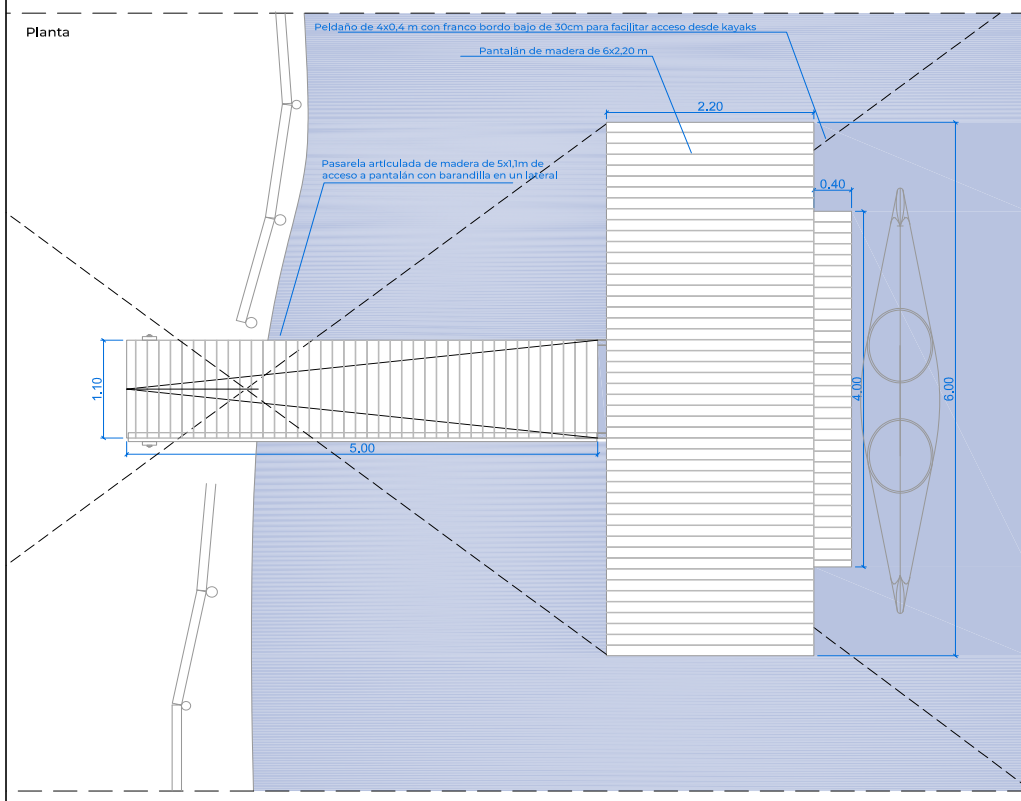 Planta
Peldaño de 4x0,4 m con franco bordo bajo de 30cm para facilitar acceso desde kayaks
Pantalán de madera de 6x2,20 m
2.20
Pasarela articulada de madera de 5x1,1m de
acceso a pantalán con barandilla en un lateral
0.40
1.10
4.00
6.00
5.00